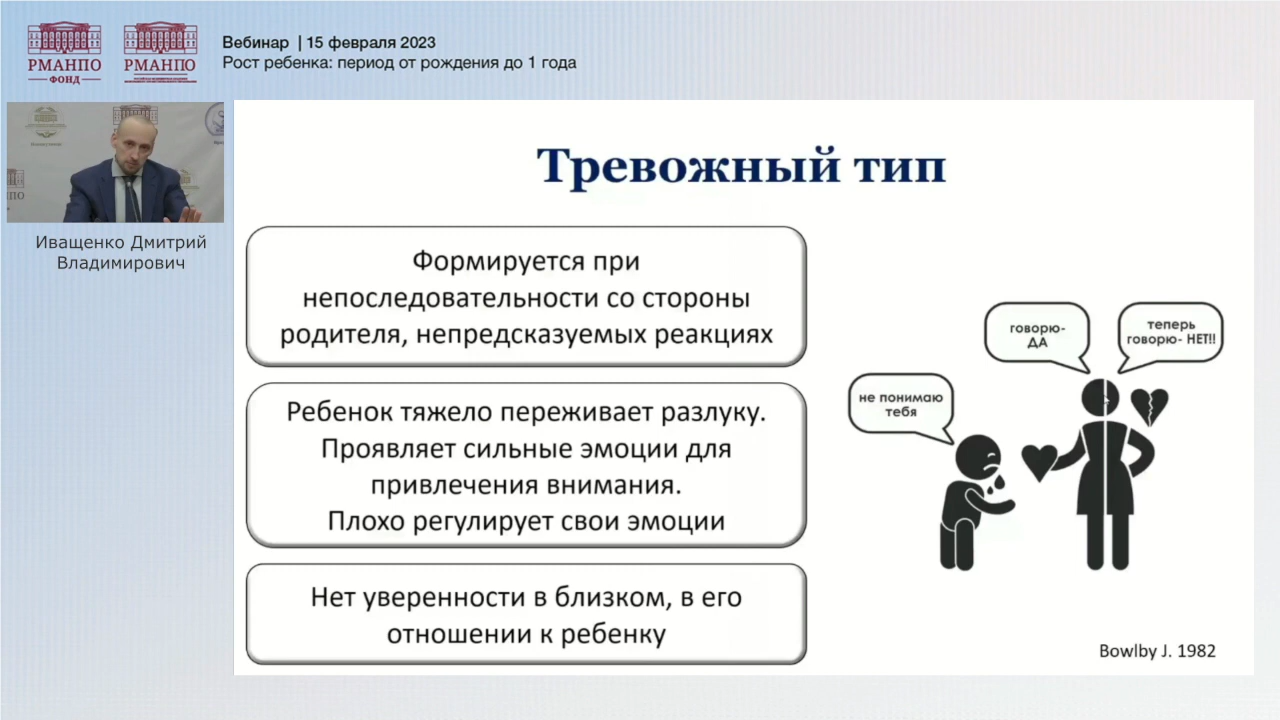 РМАНПО
ФОНД
РМАНПО
Вебинар | 15 февраля 2023
Рост ребенка: период от рождения до 1 года
Иващенко Дмитрий
Владимирович
Тревожный тип
Формируется при
непоследовательности со стороны
родителя, непредсказуемых реакциях
Ребенок тяжело переживает разлуку.
Проявляет сильные эмоции для
привлечения внимания.
Плохо регулирует свои эмоции
Нет уверенности в близком, в его
отношении к ребенку
говорю-
ДА
теперь
говорю- НЕТ!!
не понимаю
тебя
Bowlby J. 1982